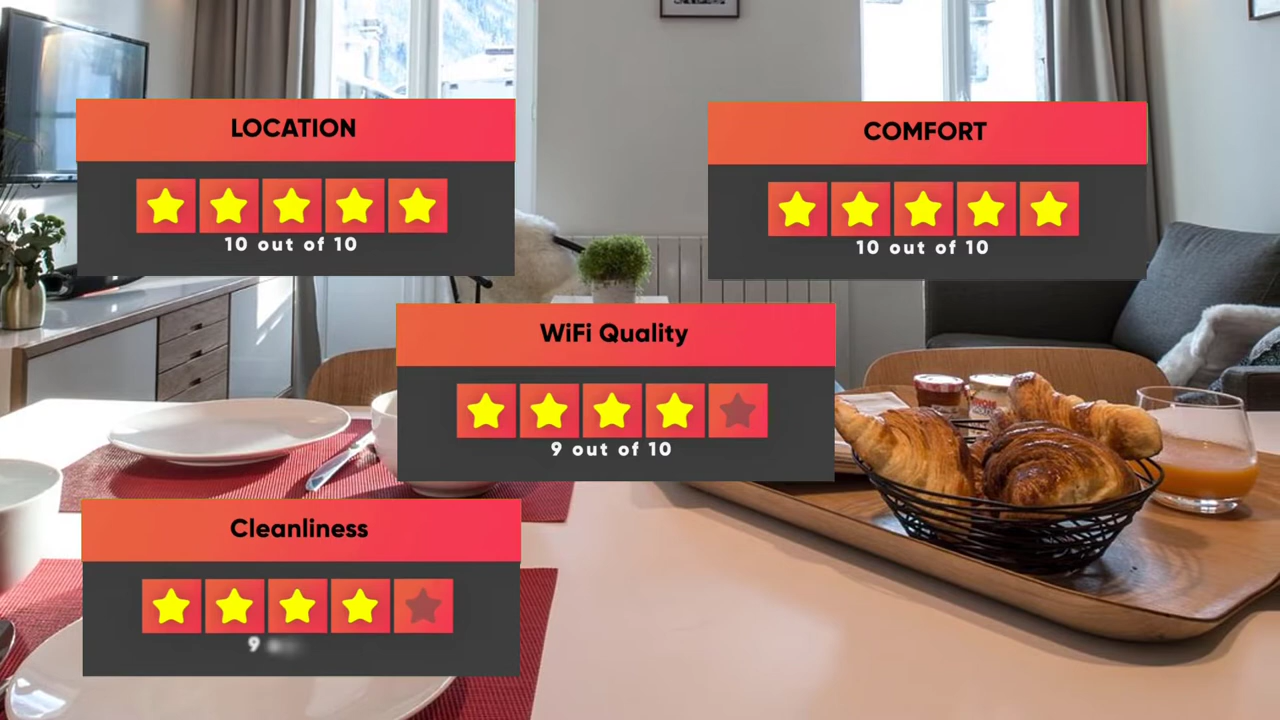 LOCATION
10 out of 10
COMFORT
10 out of 10
WiFi Quality
9 out of 10
Cleanliness
9